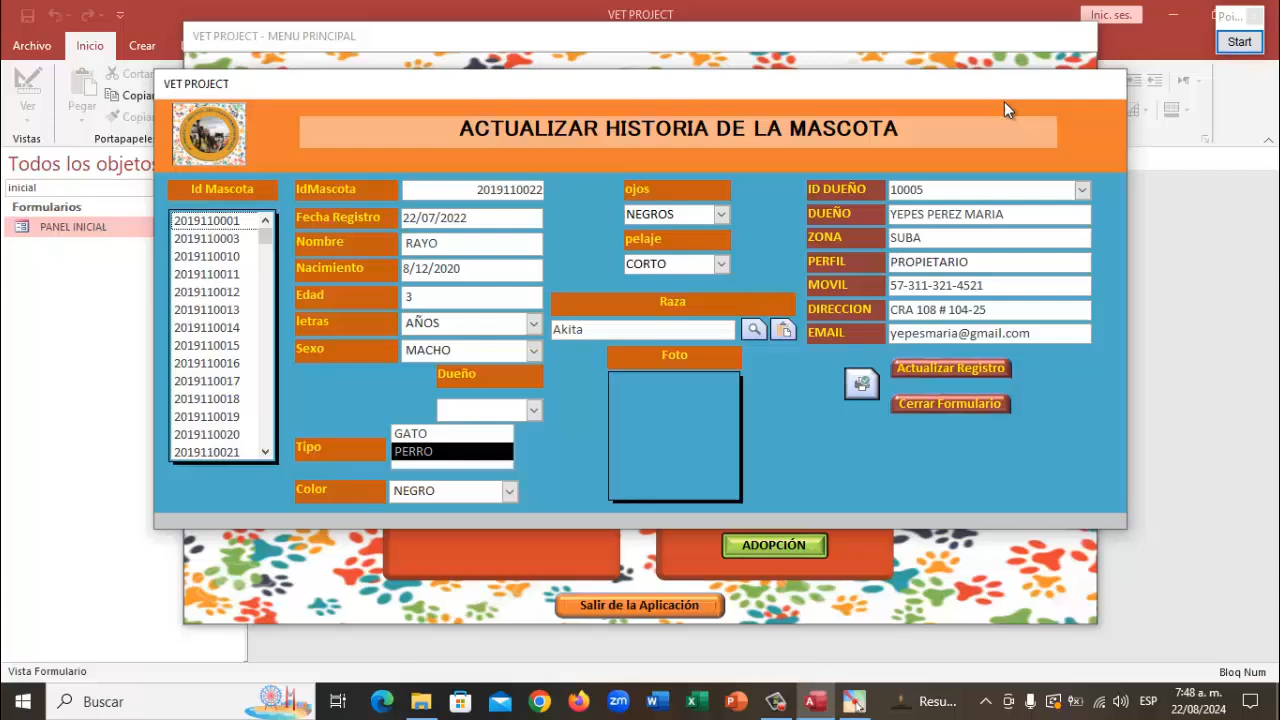 VET PROJECT
Inic. ses.
Poi...
Start
Archivo
Inicio
Crear
VET PROJECT - MENU PRINCIPAL
Ver
Pegar
Cortar
Copiar
Copiar
Vistas
Portapapeles
Todos los objetos
inicial
Formularios
PANEL INICIAL
VET PROJECT
ACTUALIZAR HISTORIA DE LA MASCOTA
Id Mascota
2019110001
2019110003
2019110010
2019110011
2019110012
2019110013
2019110014
2019110015
2019110016
2019110017
2019110018
2019110019
2019110020
2019110021
IdMascota 2019110022
Fecha Registro 22/07/2022
Nombre RAYO
Nacimiento 8/12/2020
Edad 3
letras AÑOS
Sexo MACHO
Dueño
Tipo
GATO
PERRO
Color NEGRO
ojos
NEGROS
pelaje
CORTO
Raza
Akita
Foto
ID DUEÑO 10005
DUEÑO YEPES PEREZ MARIA
ZONA SUBA
PERFIL PROPIETARIO
MOVIL 57-311-321-4521
DIRECCION CRA 108 # 104-25
EMAIL yepesmaria@gmail.com
Actualizar Registro
Cerrar Formulario
ADOPCIÓN
Salir de la Aplicación
Vista Formulario
Bloq Num
Buscar
zm
Resu...
ESP
7:48 a. m.
22/08/2024